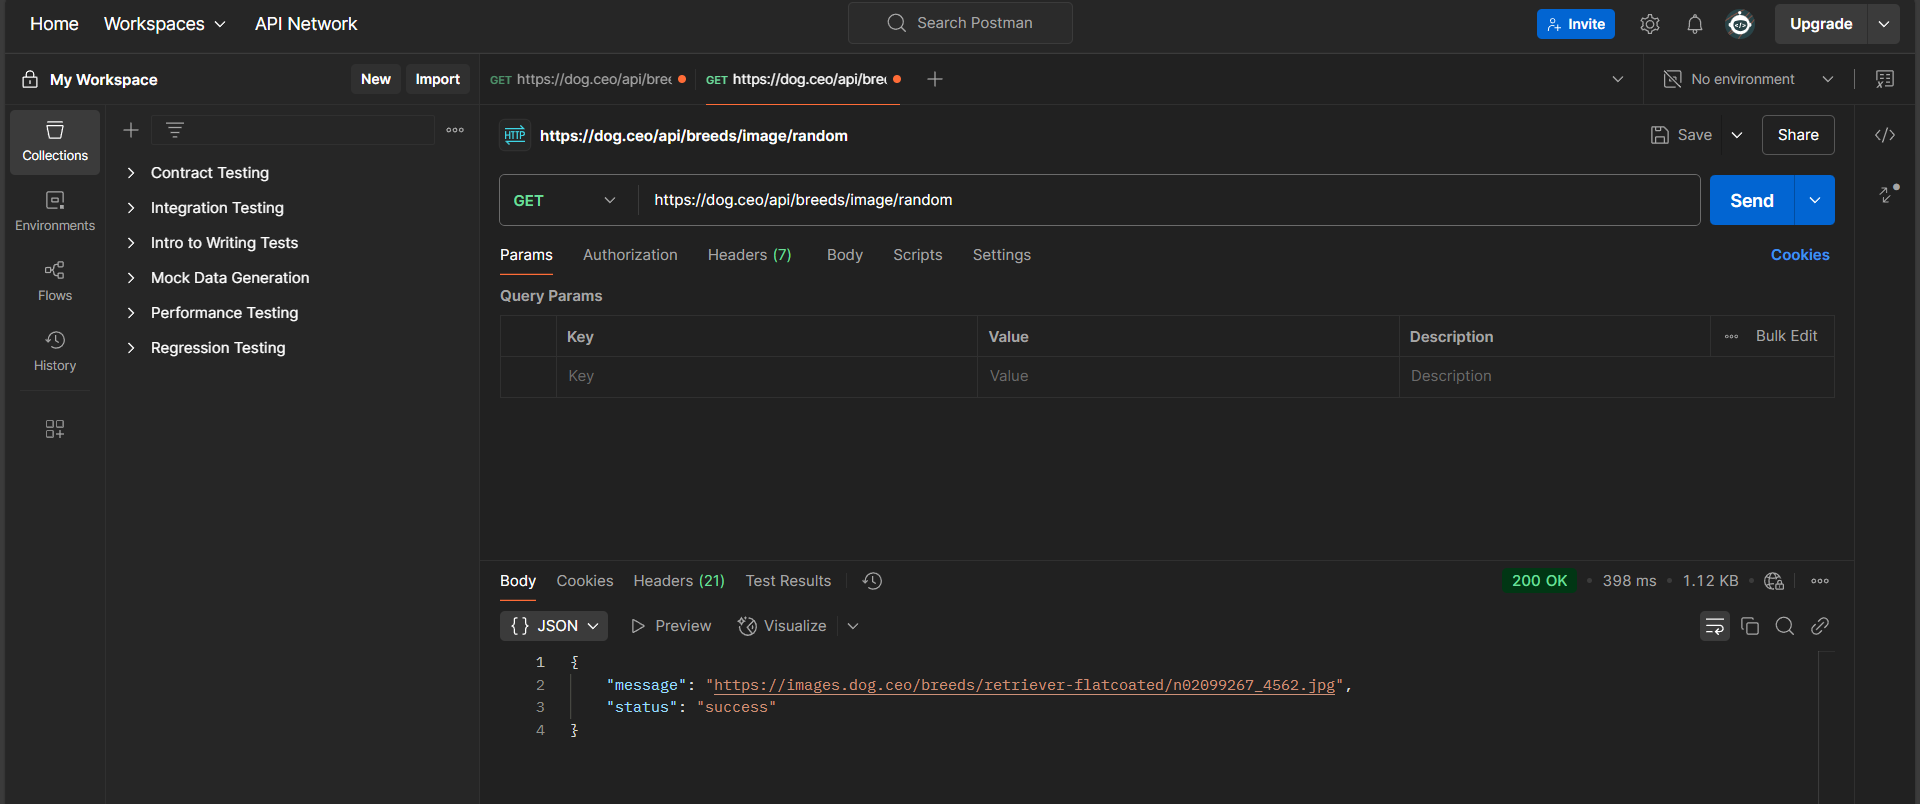 Home Workspaces API Network Search Postman Invite Upgrade
My Workspace New Import GET https://dog.ceo/api/bree GET https://dog.ceo/api/bree No environment
Collections
Environments
Flows
History
Contract Testing
Integration Testing
Intro to Writing Tests
Mock Data Generation
Performance Testing
Regression Testing
HTTP https://dog.ceo/api/breeds/image/random Save Share
GET https://dog.ceo/api/breeds/image/random Send
Params Authorization Headers (7) Body Scripts Settings Cookies
Query Params
Key Value Description Bulk Edit
Key Value Description
Body Cookies Headers (21) Test Results 200 OK • 398 ms • 1.12 KB •
{} JSON Preview Visualize
1 {
2 "message": "https://images.dog.ceo/breeds/retriever-flatcoated/n02099267_4562.jpg",
3 "status": "success"
4 }